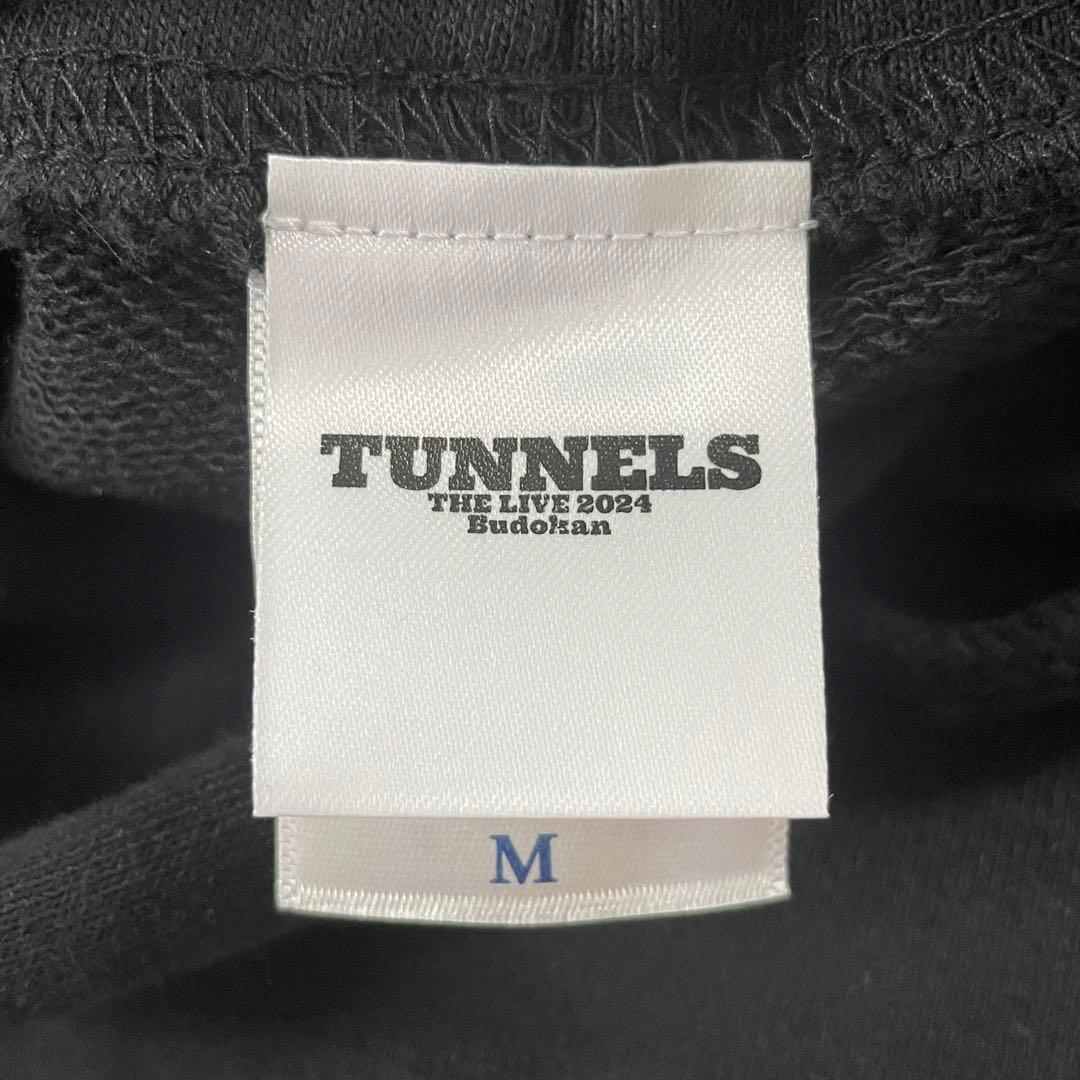 TUNNELS
THE LIVE 2024
Budokan
M